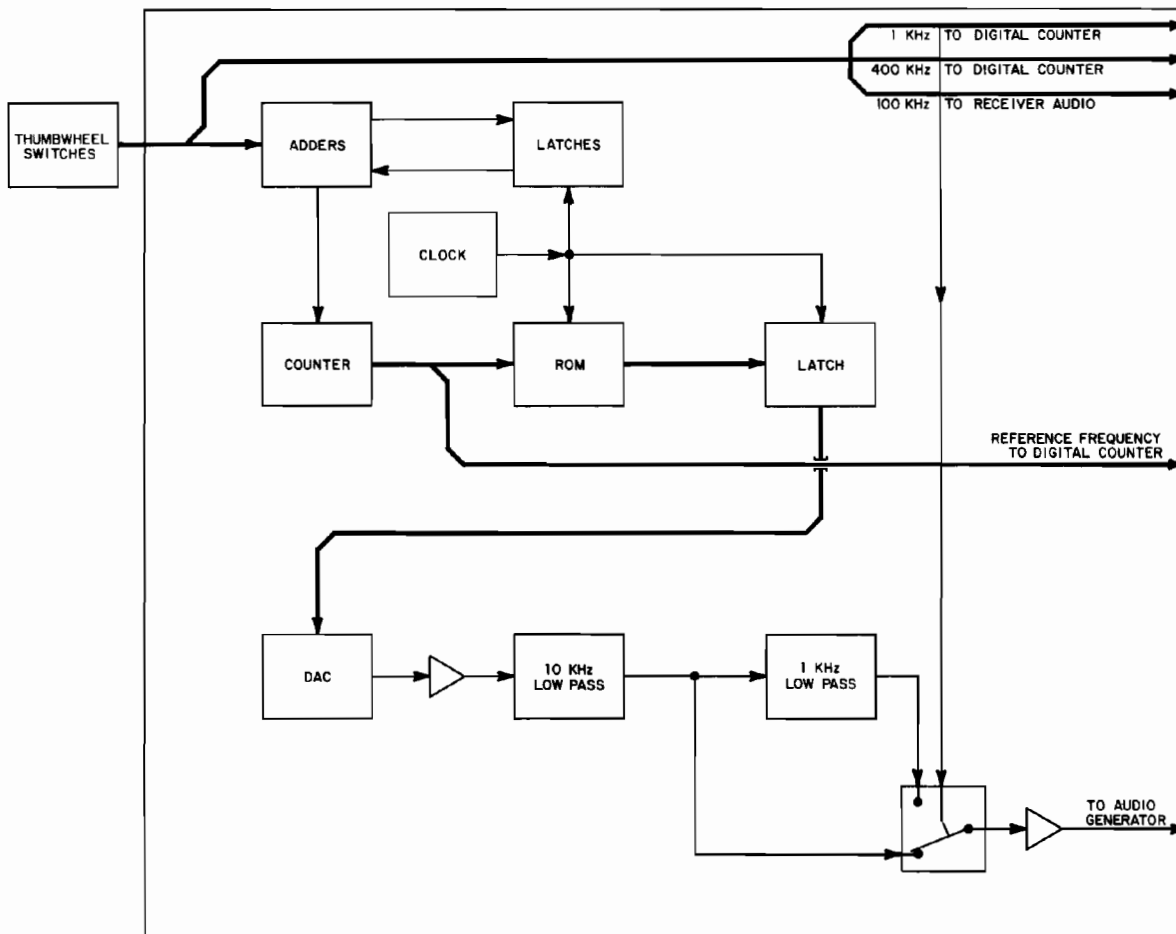 1 KHz TO DIGITAL COUNTER
400 KHz TO DIGITAL COUNTER
100 KHz TO RECEIVER AUDIO
THUMBWHEEL
SWITCHES
ADDERS
LATCHES
CLOCK
COUNTER
ROM
LATCH
REFERENCE FREQUENCY
TO DIGITAL COUNTER
DAC
10 KHz
LOW PASS
1 KHz
LOW PASS
TO AUDIO
GENERATOR